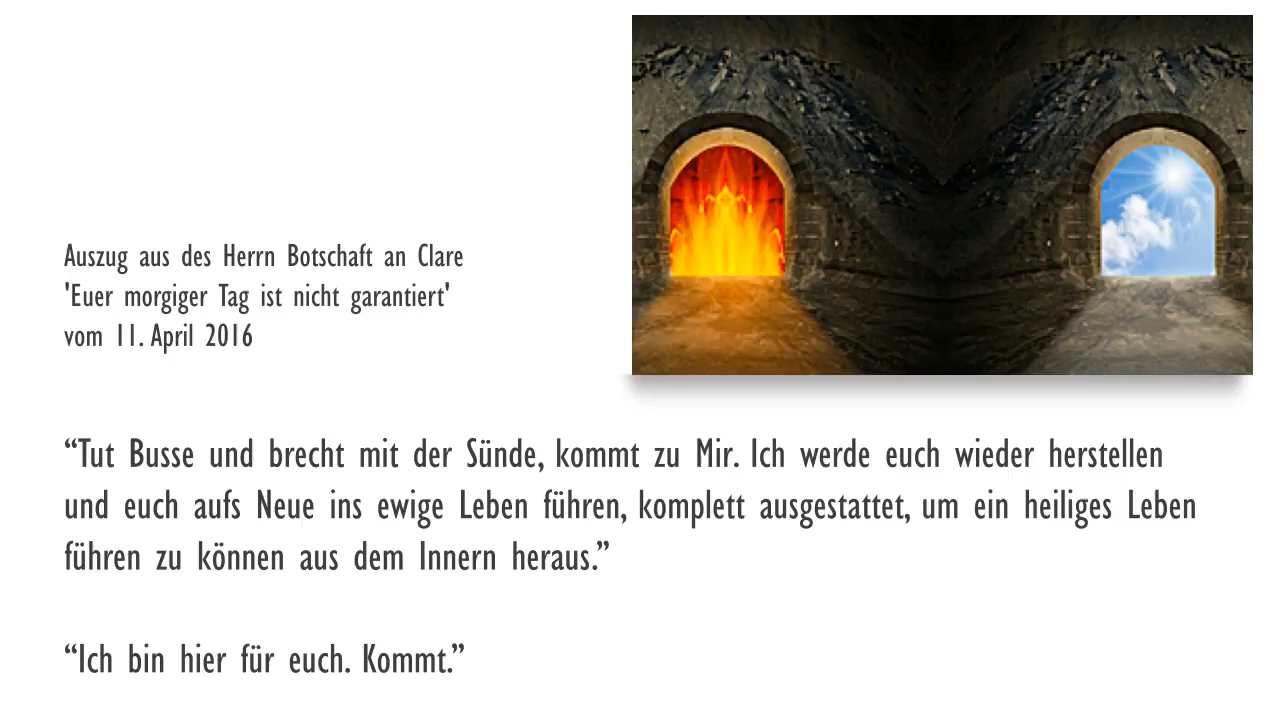 Auszug aus des Herrn Botschaft an Clare
'Euer morgiger Tag ist nicht garantiert'
vom 11. April 2016
“Tut Busse und brecht mit der Sünde, kommt zu Mir. Ich werde euch wieder herstellen
und euch aufs Neue ins ewige Leben führen, komplett ausgestattet, um ein heiliges Leben
führen zu können aus dem Innern heraus.”
“Ich bin hier für euch. Kommt.”